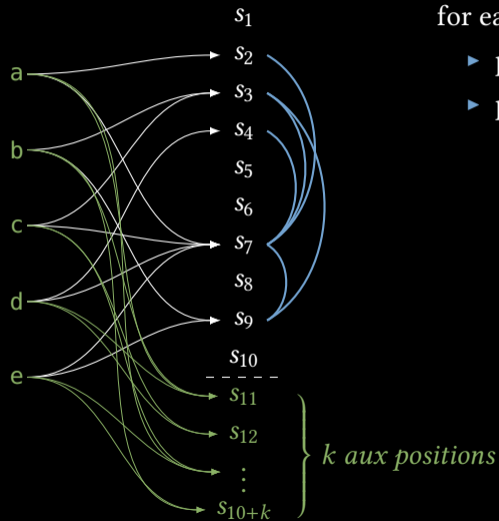 s₁
for ea
s₂
a
s₃
s₄
b
s₅
s₆
c
s₇
s₈
d
s₉
s₁₀
e
s₁₁
s₁₂
k aux positions
⋮
s₁₀₊ₖ